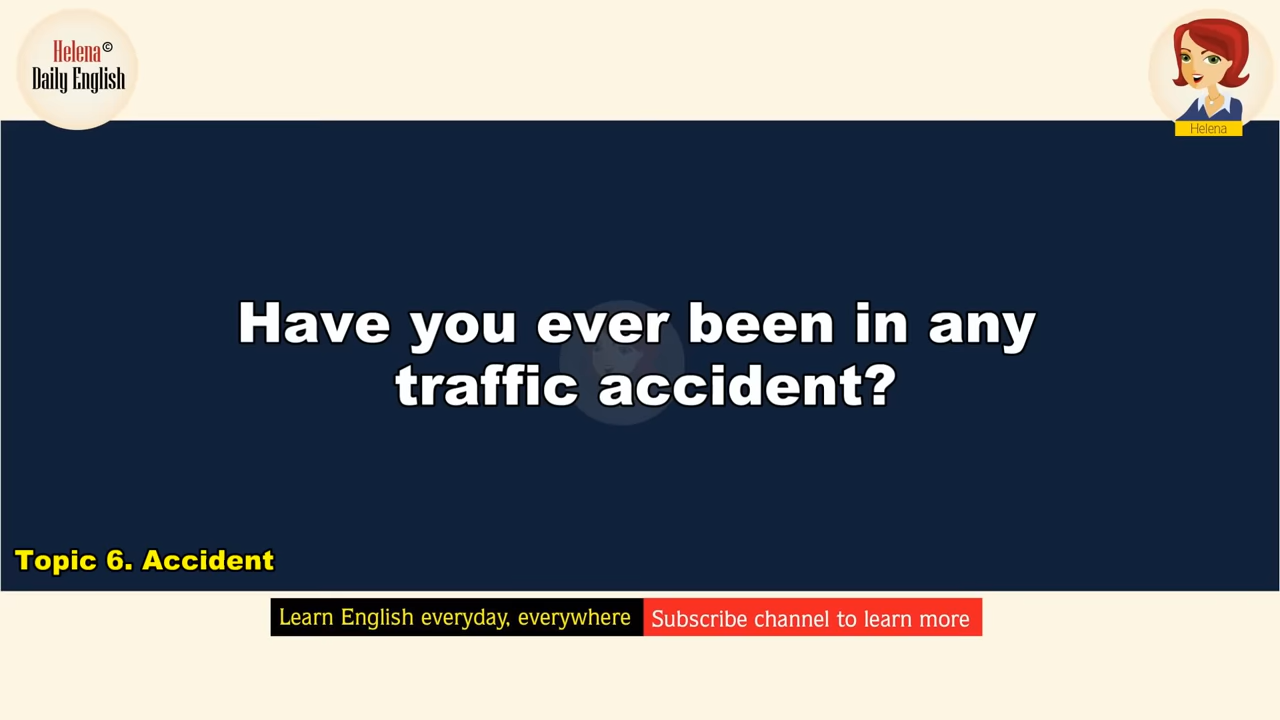 Helena©
Daily English
Helena
Have you ever been in any
traffic accident?
Topic 6. Accident
Learn English everyday, everywhere
Subscribe channel to learn more